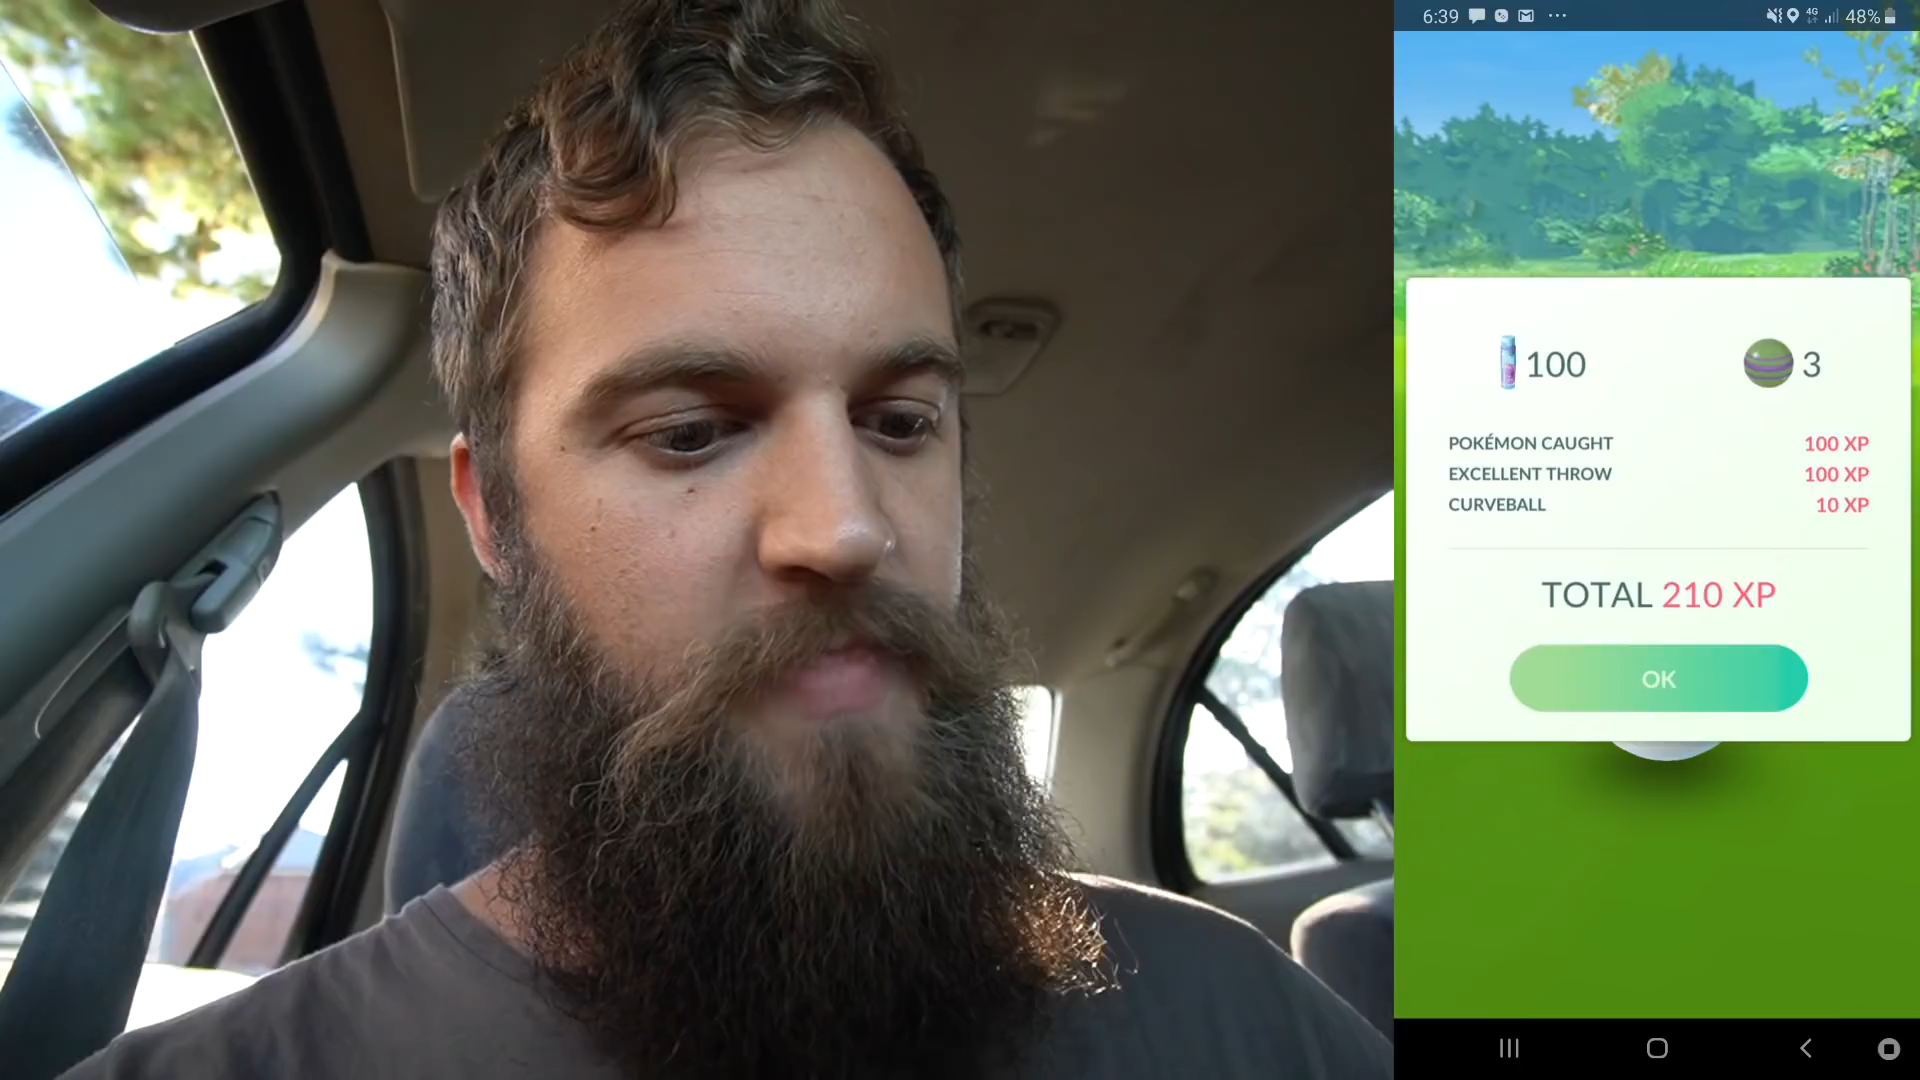 6:39
4G
48%
100
3
POKÉMON CAUGHT 100 XP
EXCELLENT THROW 100 XP
CURVEBALL 10 XP
TOTAL 210 XP
OK